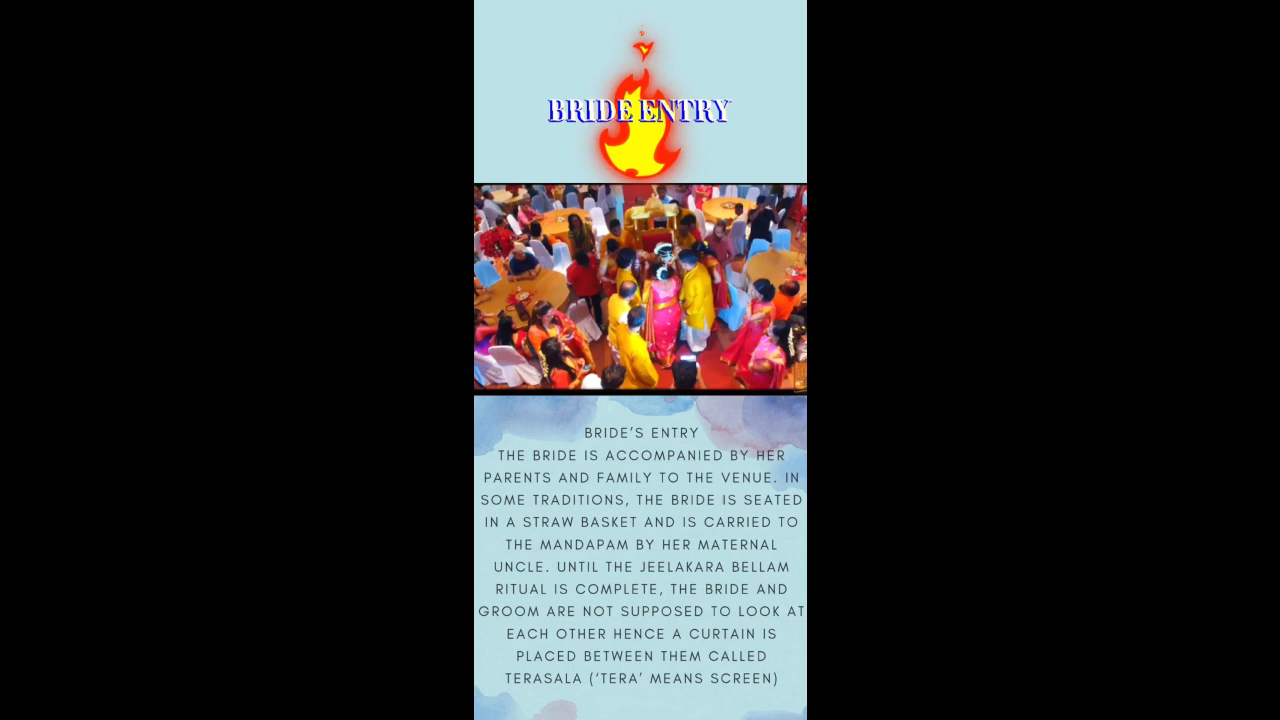 BRIDE ENTRY
BRIDE'S ENTRY
THE BRIDE IS ACCOMPANIED BY HER
PARENTS AND FAMILY TO THE VENUE. IN
SOME TRADITIONS, THE BRIDE IS SEATED
IN A STRAW BASKET AND IS CARRIED TO
THE MANDAPAM BY HER MATERNAL
UNCLE. UNTIL THE JEELAKARA BELLAM
RITUAL IS COMPLETE, THE BRIDE AND
GROOM ARE NOT SUPPOSED TO LOOK AT
EACH OTHER HENCE A CURTAIN IS
PLACED BETWEEN THEM CALLED
TERASALA (‘TERA’ MEANS SCREEN)